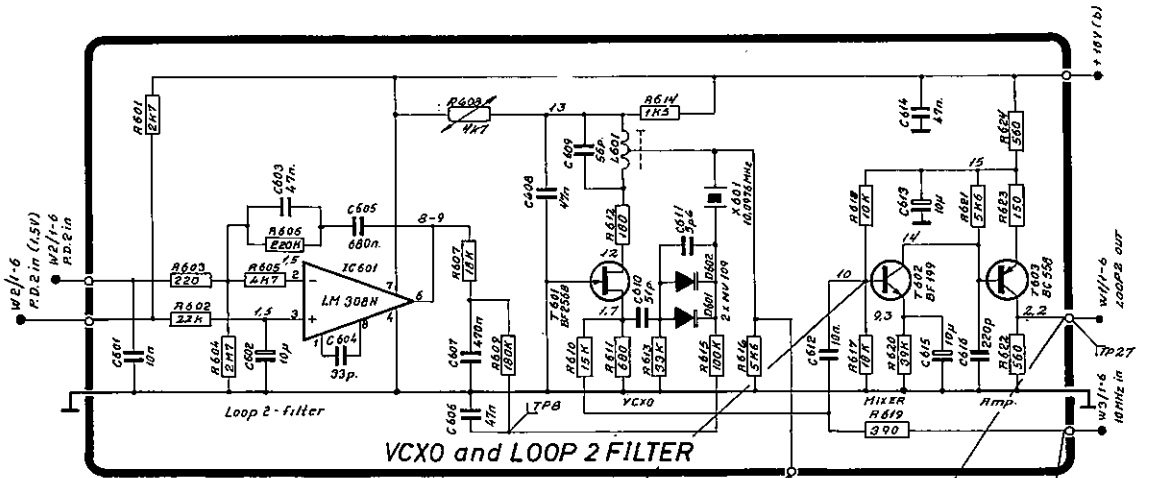 + 18V (b)
R601
2K7
R608
4K7
13
R614
1K5
C614
47n.
R624
560
C603
47n.
R606
220K
C605
680n.
8-9
C608
47n
C609
56p.
L601
X601
10,0976 MHz
15
R618
10K
C613
10µ
R621
5K6
R623
150
W2/1-6
P.D.2 in (1.5V)
W2/1-6
P.D.2 in
R603
220
R605
4K7
1,5
2
IC601
LM 308N
7
6
4
8
1
3
R602
22K
1,5
R607
18K
R612
180
12
C611
5p6
D602
D601
2x NV 109
T601
BF256B
1,7
C610
51p.
10
14
T602
BF199
9,3
T603
BC558
2,2
W1/1-6
LOOP2 out
TP27
C601
10n
R604
2M7
C602
10µ
C604
33p.
C607
470n
R609
180K
R610
15K
R611
680
R613
33K
R615
100K
R616
5K6
C612
10n.
R617
18K
R620
39K
C615
10µ
C616
220p
R622
560
Loop 2-filter
C606
47n
TP8
VCXO
MIXER
Amp.
R619
390
W3/1-6
10MHz in
VCXO and LOOP 2 FILTER